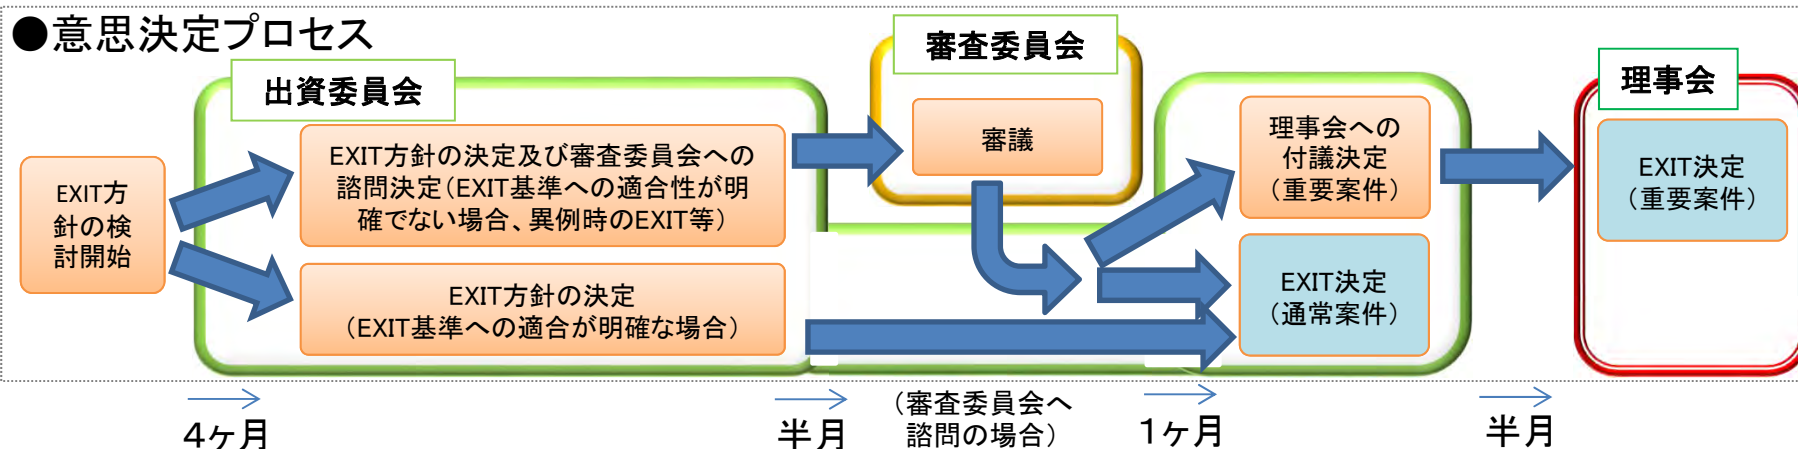 ●意思決定プロセス
出資委員会
審査委員会
理事会
EXIT方
針の検
討開始
EXIT方針の決定及び審査委員会への
諮問決定（EXIT基準への適合性が明
確でない場合、異例時のEXIT等）
EXIT方針の決定
（EXIT基準への適合が明確な場合）
審議
理事会への
付議決定
（重要案件）
EXIT決定
（通常案件）
EXIT決定
（重要案件）
4ヶ月
半月
（審査委員会へ
諮問の場合）
1ヶ月
半月